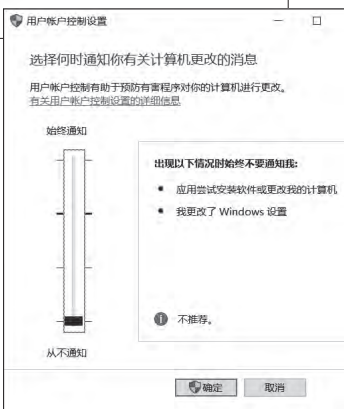 用户帐户控制设置
选择何时通知你有关计算机更改的消息
用户帐户控制有助于预防有害程序对你的计算机进行更改。
有关用户帐户控制设置的详细信息
始终通知
出现以下情况时始终不要通知我:
• 应用尝试安装软件或更改我的计算机
• 我更改了 Windows 设置
不推荐。
从不通知
确定 取消